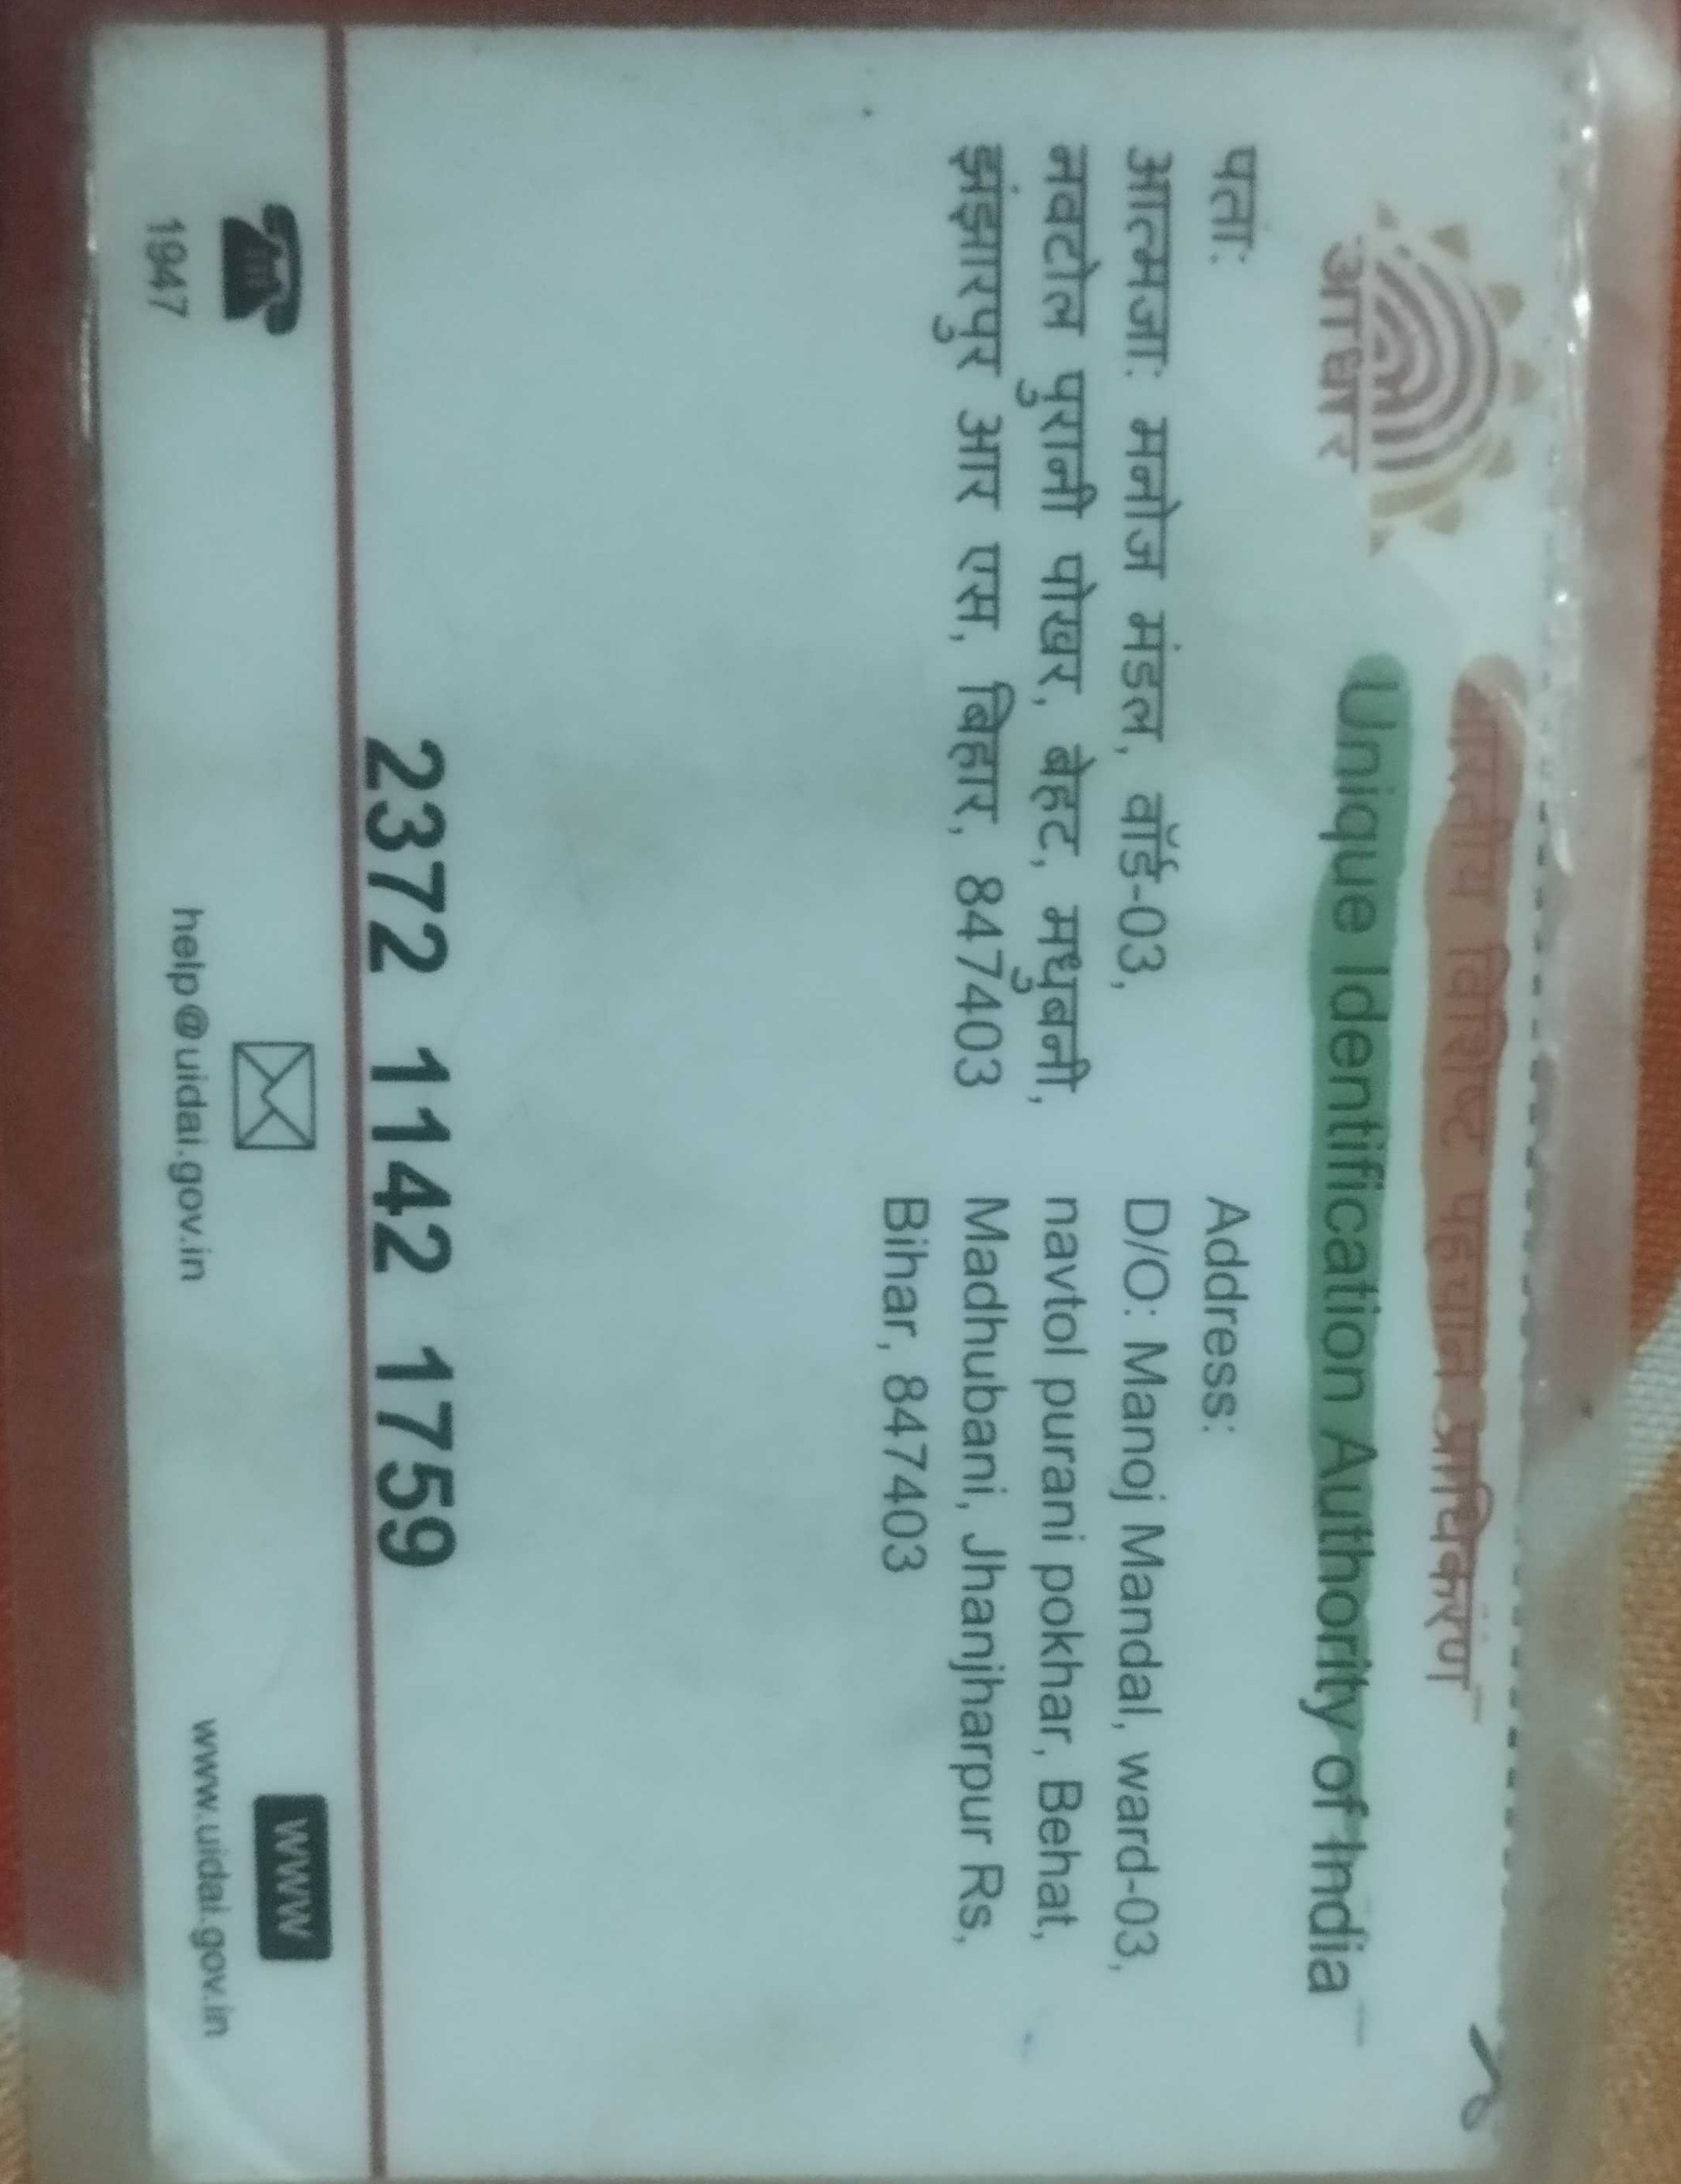 भारतीय विशिष्ट पहचान प्राधिकरण
Unique Identification Authority of India
आधार
पता:
आत्मजा: मनोज मंडल, वॉर्ड-03,
नवटोल पुरानी पोखर, बेहट, मधुबनी,
झंझारपुर आर एस, बिहार, 847403
Address:
D/O: Manoj Mandal, ward-03,
navtol purani pokhar, Behat,
Madhubani, Jhanjharpur Rs,
Bihar, 847403
2372 1142 1759
1947
help@uidai.gov.in
www
www.uidai.gov.in